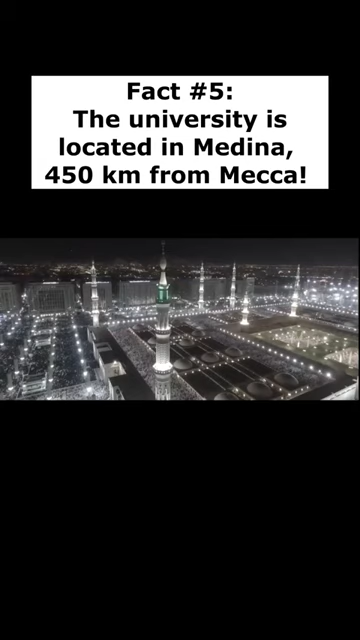 Fact #5:
The university is
located in Medina,
450 km from Mecca!